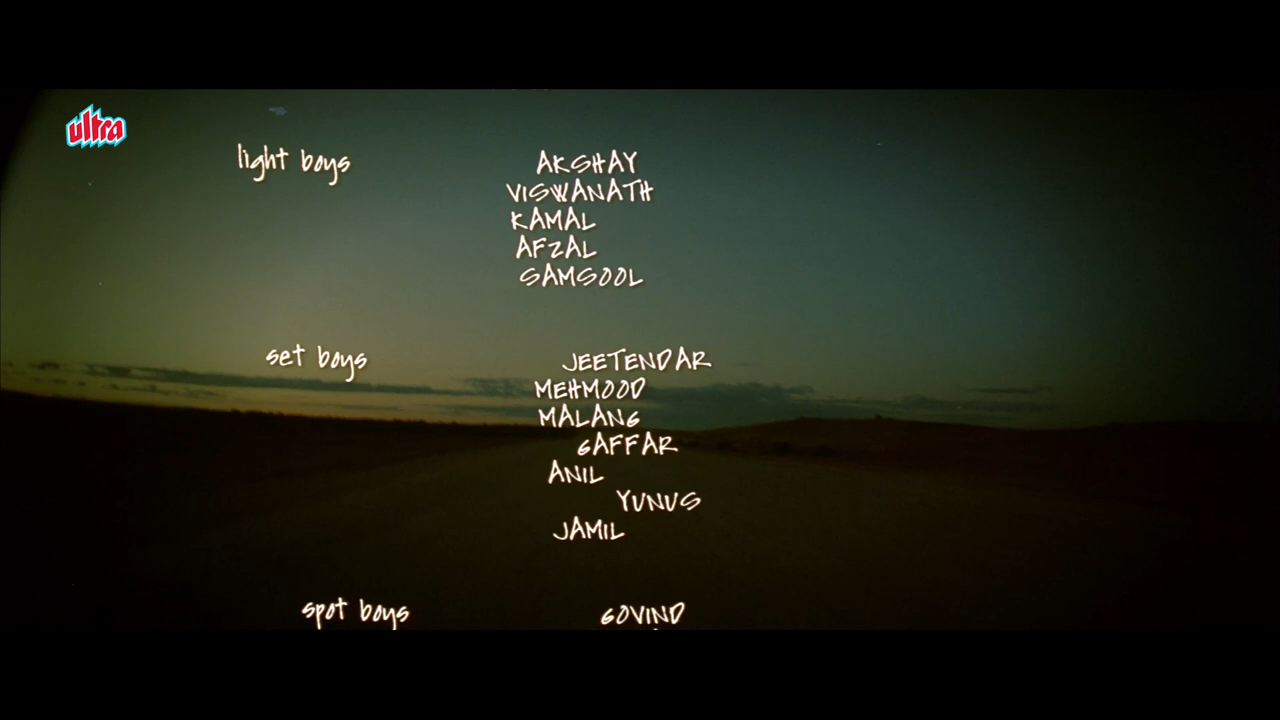 ultra
light boys AKSHAY
VISWANATH
KAMAL
AFZAL
SAMSOOL
set boys JEETENDAR
MEHMOOD
MALANG
GAFFAR
ANIL
YUNUS
JAMIL
spot boys GOVIND